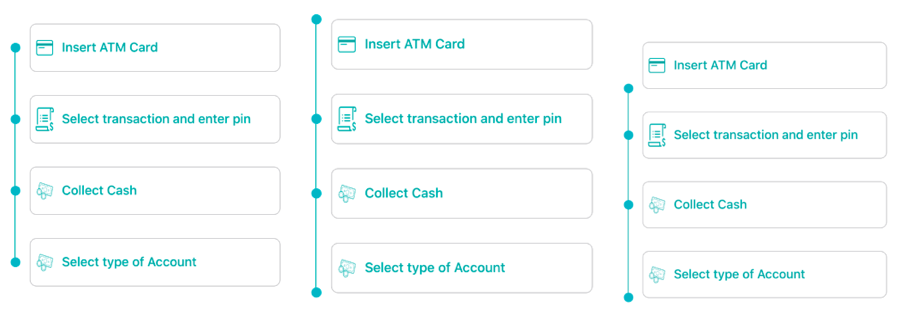 Insert ATM Card
Select transaction and enter pin
Collect Cash
Select type of Account
Insert ATM Card
Select transaction and enter pin
Collect Cash
Select type of Account
Insert ATM Card
Select transaction and enter pin
Collect Cash
Select type of Account